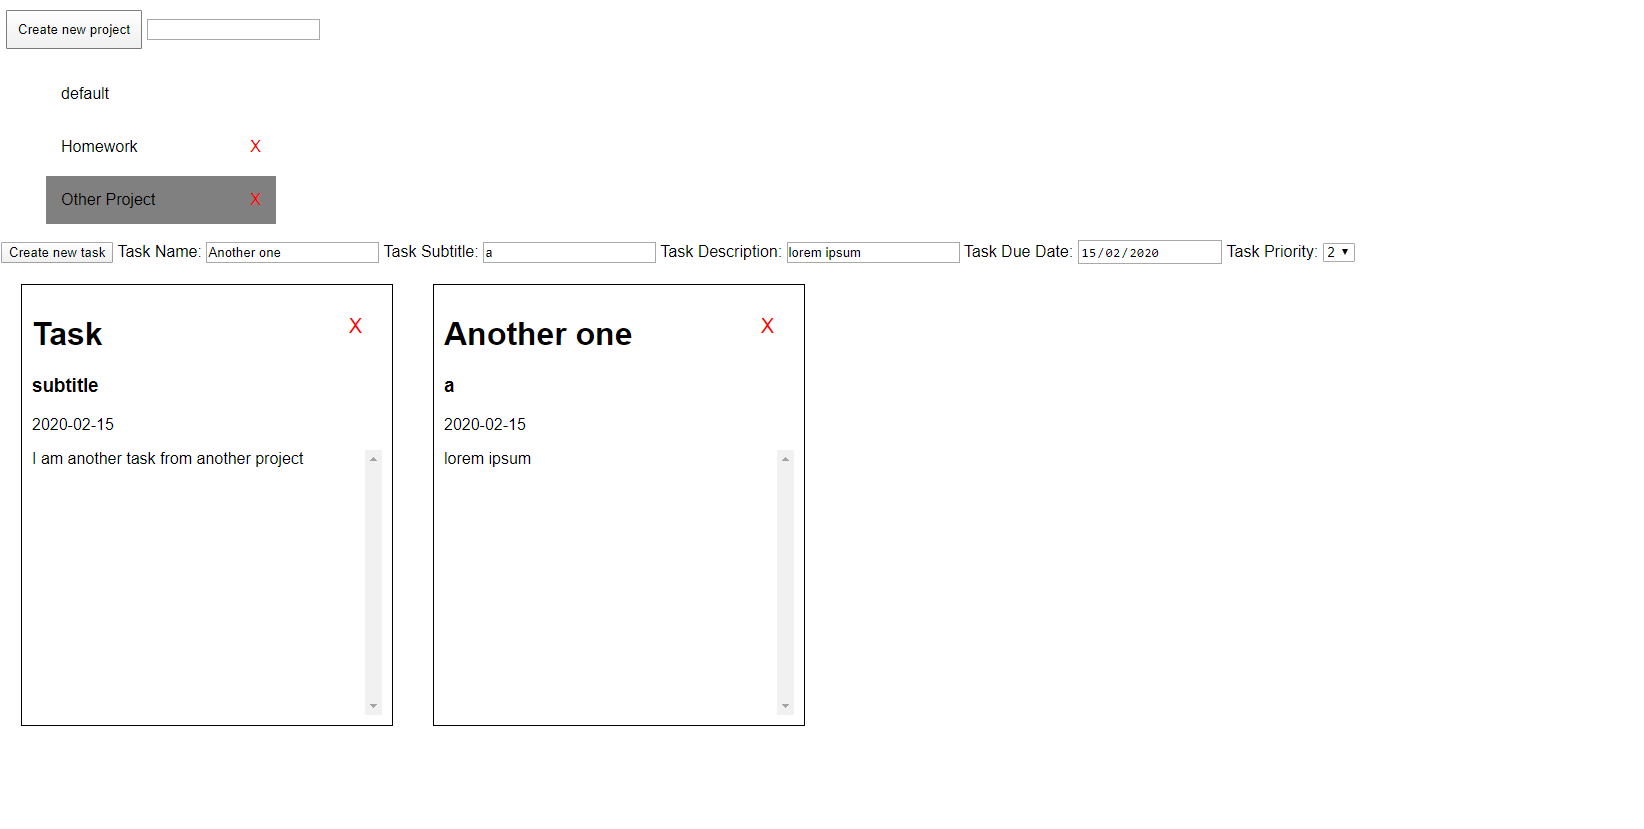 Create new project
default
Homework X
Other Project X
Create new task Task Name: Another one Task Subtitle: a Task Description: lorem ipsum Task Due Date: 15/02/2020 Task Priority: 2
Task X
subtitle
2020-02-15
I am another task from another project
Another one X
a
2020-02-15
lorem ipsum